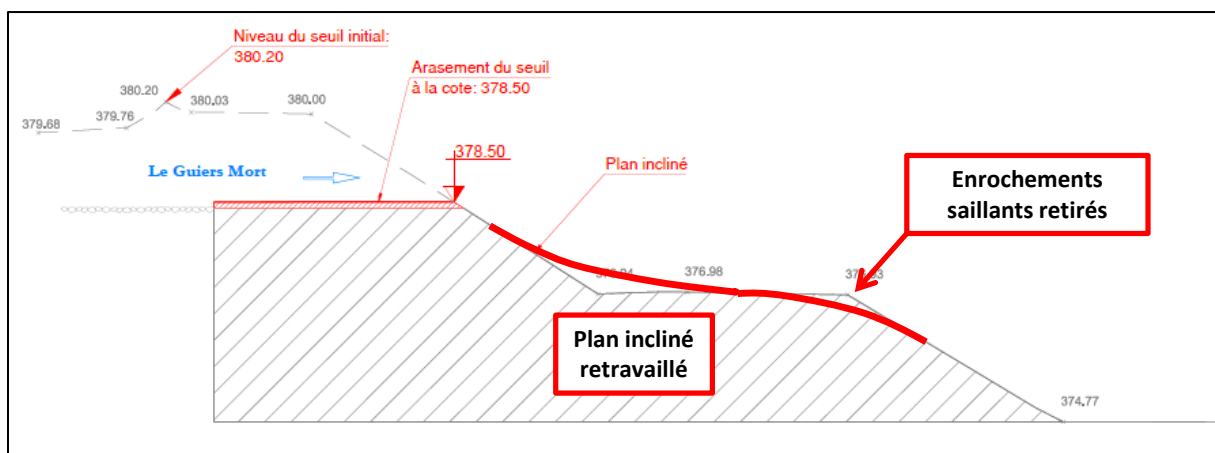 Niveau du seuil initial:
380.20
Arasement du seuil
à la cote: 378.50
380.20
380.03
380.00
379.76
379.68
378.50
Le Guiers Mort
Plan incliné
Enrochements
saillants retirés
376.98
Plan incliné
retravaillé
374.77